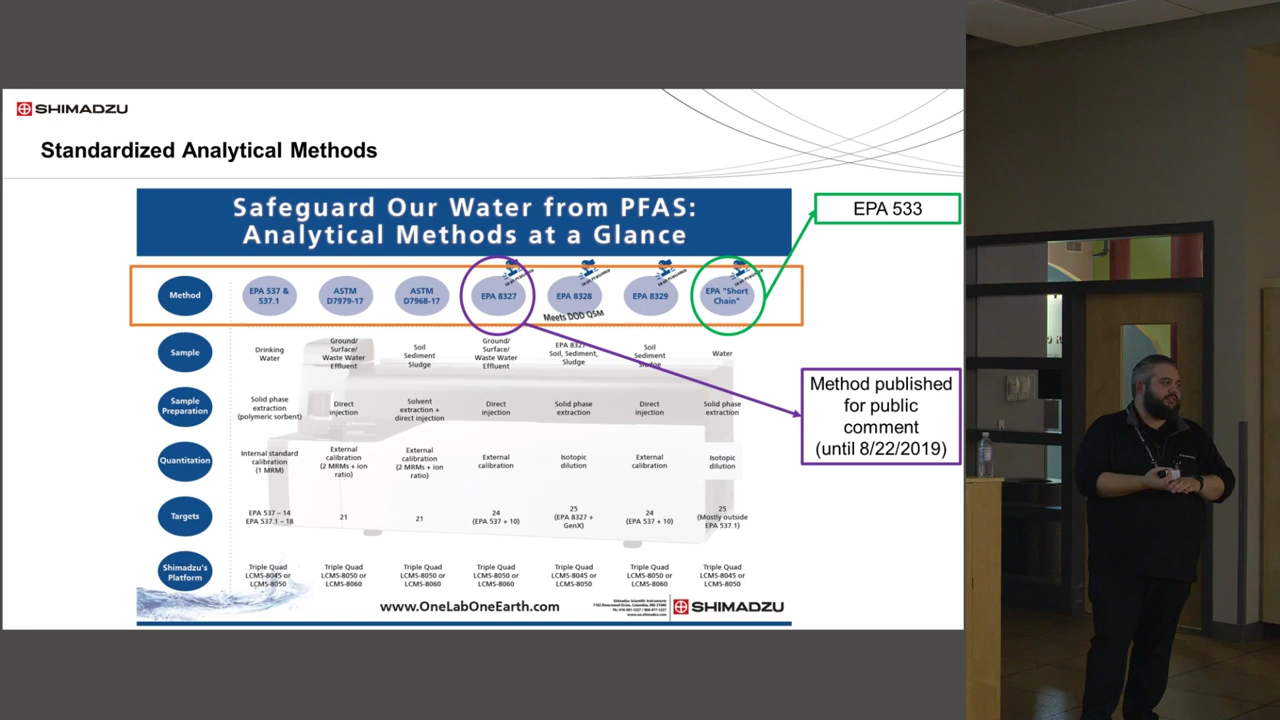 SHIMADZU
Standardized Analytical Methods
Safeguard Our Water from PFAS:
Analytical Methods at a Glance
EPA 533
Method
EPA 537 &
537.1
ASTM
D7979-17
ASTM
D7968-17
EPA 8327
EPA 8328
Meets DOD QSM
EPA 8329
EPA "Short
Chain"
Sample
Drinking
Water
Ground/
Surface/
Waste Water
Effluent
Soil
Sediment
Sludge
Ground/
Surface/
Waste Water
Effluent
EPA 8327
Soil, Sediment,
Sludge
Soil
Sediment
Sludge
Water
Method published
for public
comment
(until 8/22/2019)
Sample
Preparation
Solid phase
extraction
(polymeric sorbent)
Direct
injection
Solvent
extraction +
direct injection
Direct
injection
Solid phase
extraction
Direct
injection
Solid phase
extraction
Quantitation
Internal standard
calibration
(1 MRM)
External
calibration
(2 MRMs + ion
ratio)
External
calibration
(2 MRMs + ion
ratio)
External
calibration
Isotopic
dilution
External
calibration
Isotopic
dilution
Targets
EPA 537 – 14
EPA 537.1 – 18
21
21
24
(EPA 537 + 10)
25
(EPA 8327 +
GenX)
24
(EPA 537 + 10)
25
(Mostly outside
EPA 537.1)
Shimadzu's
Platform
Triple Quad
LCMS-8045 or
LCMS-8050
Triple Quad
LCMS-8050 or
LCMS-8060
Triple Quad
LCMS-8050 or
LCMS-8060
Triple Quad
LCMS-8050 or
LCMS-8060
Triple Quad
LCMS-8045 or
LCMS-8050
Triple Quad
LCMS-8050 or
LCMS-8060
Triple Quad
LCMS-8045 or
LCMS-8050
www.OneLabOneEarth.com
SHIMADZU